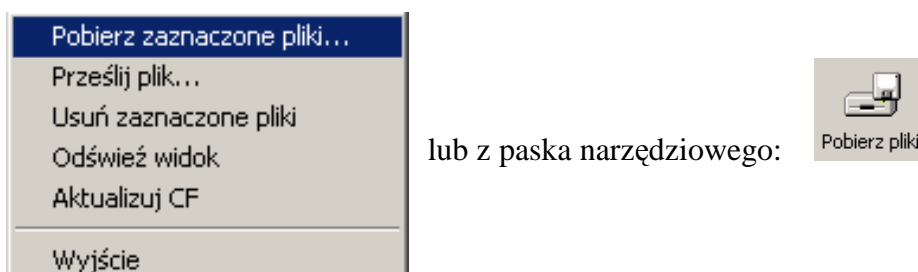 Pobierz zaznaczone pliki...
Prześlij plik...
Usuń zaznaczone pliki
Odśwież widok
Aktualizuj CF
Wyjście
lub z paska narzędziowego:
Pobierz pliki